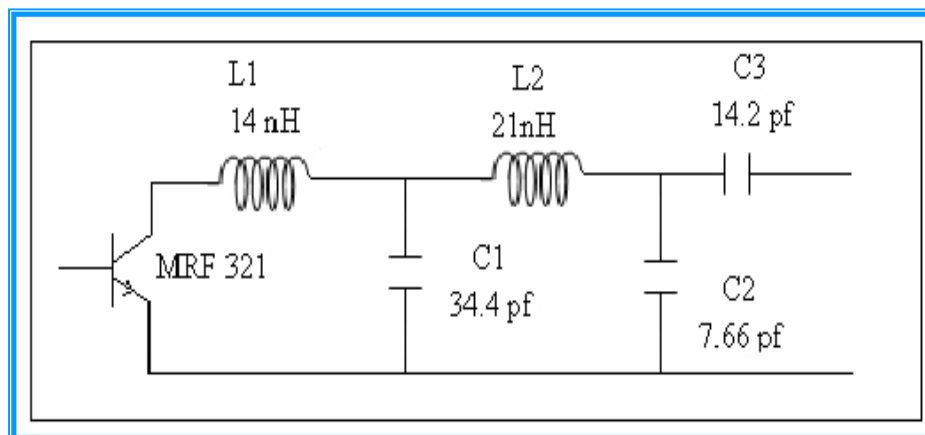 L1
14 nH
L2
21nH
C3
14.2 pf
MRF 321
C1
34.4 pf
C2
7.66 pf